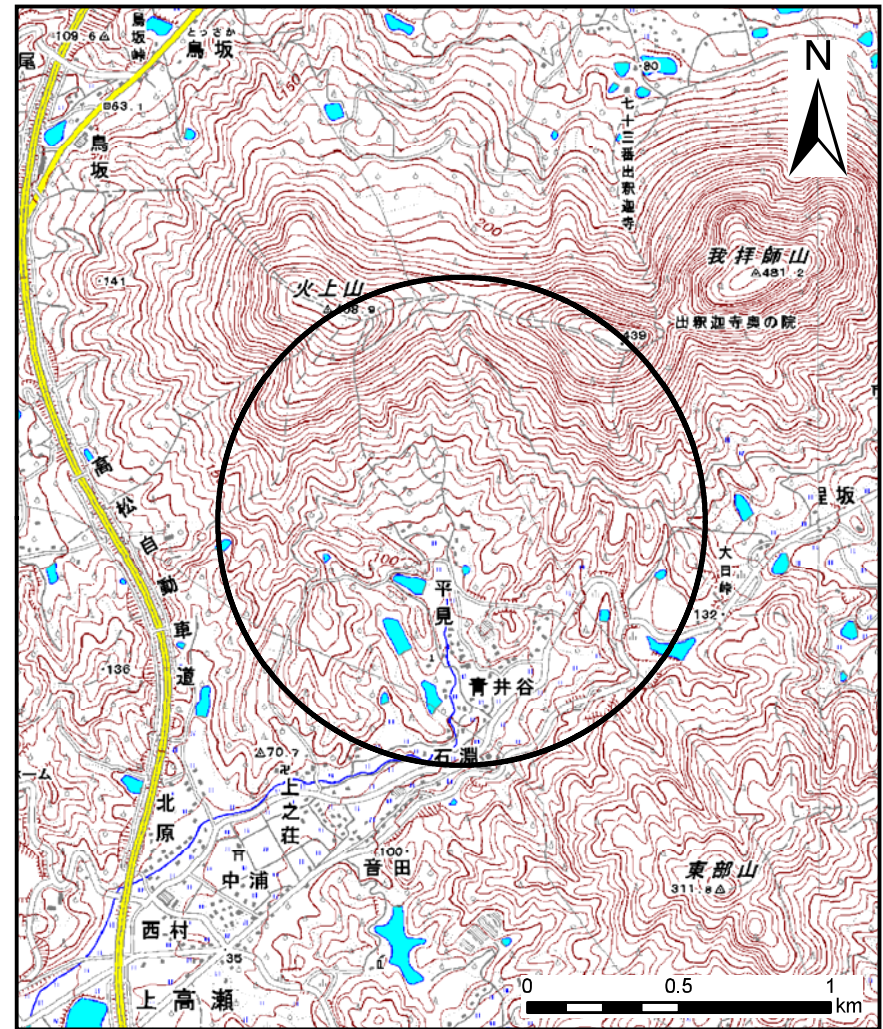 鳥坂峠
とっさか
鳥坂
109.6
尾
63.1
鳥坂
150
80
七十三番出釈迦寺
N
200
我拝師山
481.2
141
火上山
408.9
439
出釈迦寺奥の院
高松自動車道
100
平見
大日峠
132
136
青井谷
石淵
70.7
上之荘
北原
100
音田
中浦
東部山
311.8
西村
35
上高瀬
0
0.5
1
km